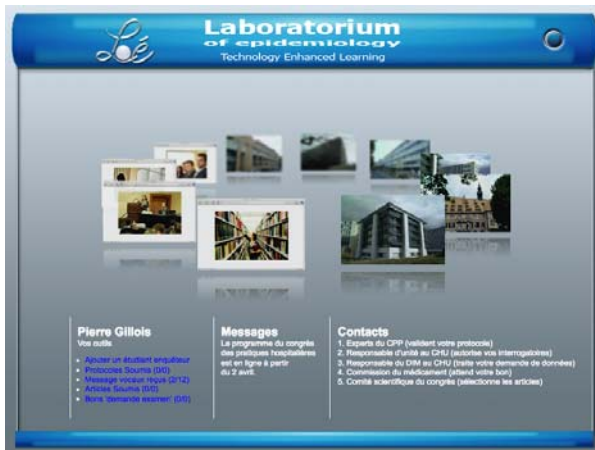 Laboratorium
of epidemiology
Technology Enhanced Learning
Pierre Gillois
Vos outils
Ajouter un étudiant enquêteur
Protocoles Soumis (0/0)
Message vocaux reçus (2/12)
Articles Soumis (0/0)
Bons 'demande examen' (0/0)
Messages
Le programme du congrès
des pratiques hospitalières
est en ligne à partir
du 2 avril.
Contacts
1. Experts du CPP (valident votre protocole)
2. Responsable d'unité au CHU (autorise vos interrogatoires)
3. Responsable du DIM au CHU (traite votre demande de données)
4. Commission du médicament (attend votre bon)
5. Comité scientifique du congrès (sélectionne les articles)